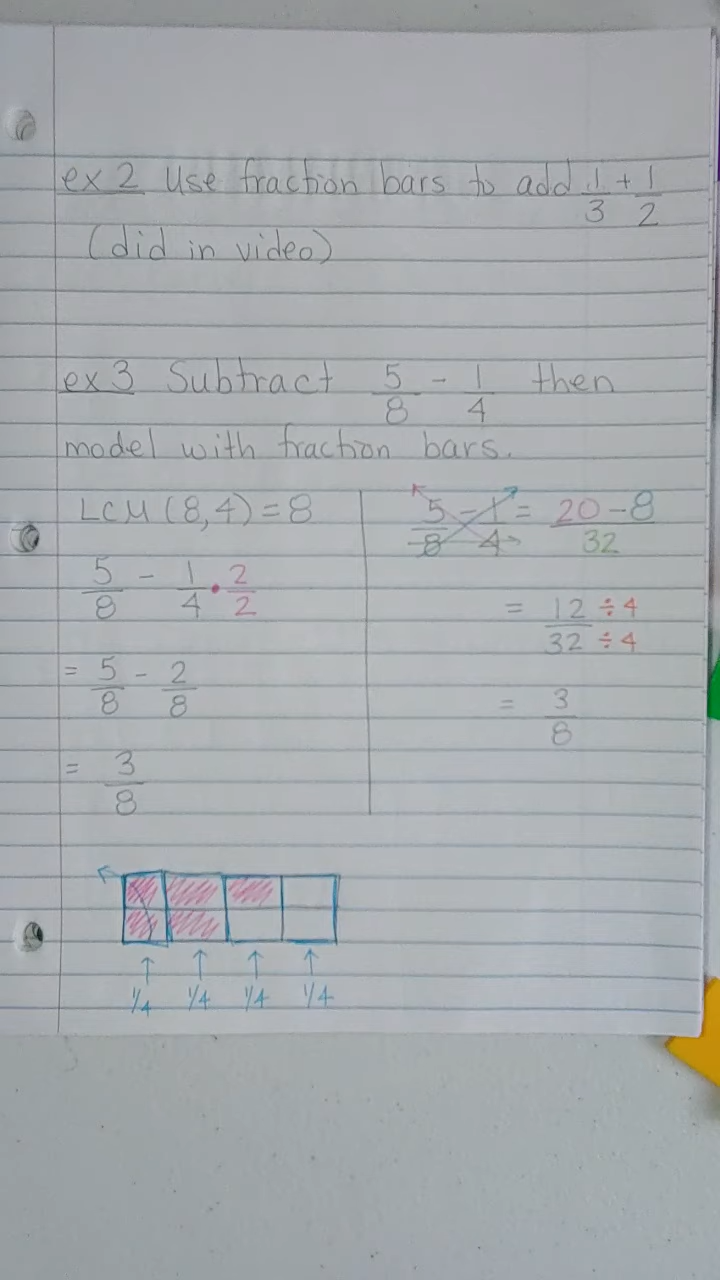 ex 2 Use fraction bars to add 1/3 + 1/2
(did in video)
ex 3 Subtract 5/8 - 1/4 then
model with fraction bars.
LCM (8,4) = 8
5/8 - 1/4 • 2/2
= 5/8 - 2/8
= 3/8
5/8 - 1/4 = 20 - 8/32
= 12 ÷ 4/32 ÷ 4
= 3/8
1/4 1/4 1/4 1/4